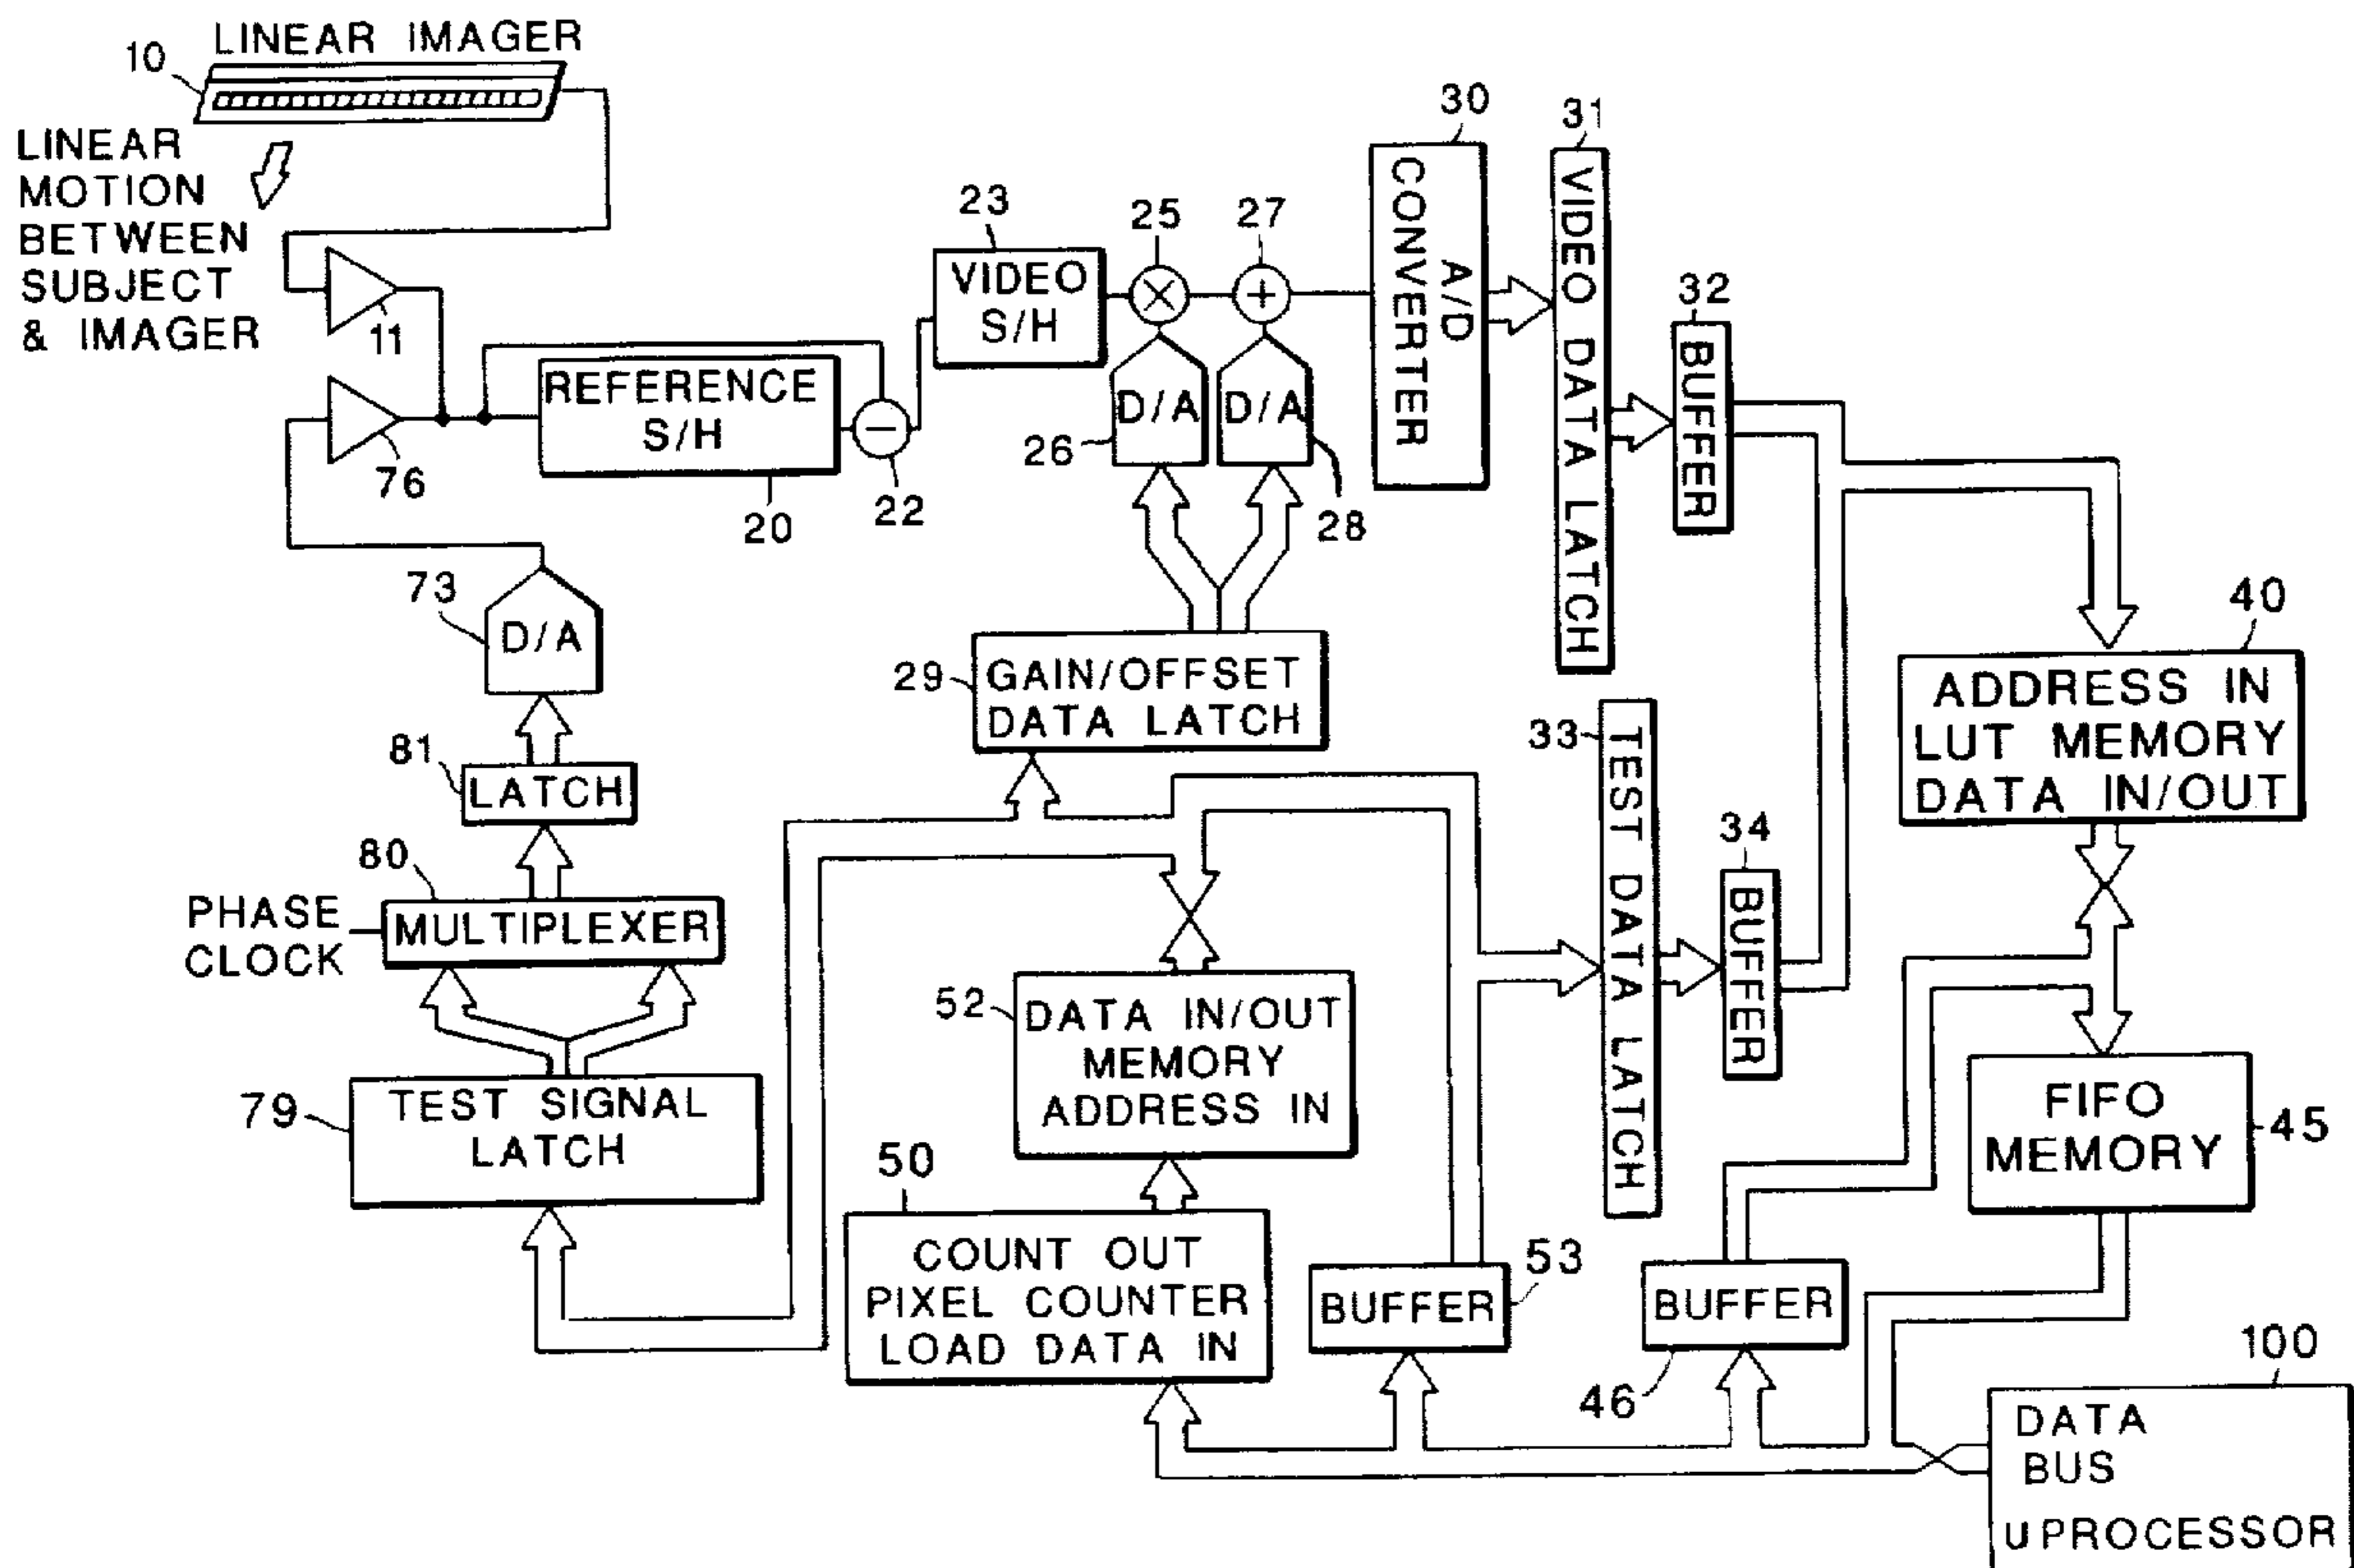 LINEAR IMAGER
10
LINEAR
MOTION
BETWEEN
SUBJECT
& IMAGER
11
76
REFERENCE
S/H
20
22
23
VIDEO
S/H
25
27
D/A
26
D/A
28
30
A/D
CONVERTER
31
VIDEO DATA LATCH
32
BUFFER
40
ADDRESS IN
LUT MEMORY
DATA IN/OUT
73
D/A
81
LATCH
80
PHASE
CLOCK
MULTIPLEXER
79
TEST SIGNAL
LATCH
29
GAIN/OFFSET
DATA LATCH
33
TEST DATA LATCH
34
BUFFER
52
DATA IN/OUT
MEMORY
ADDRESS IN
50
COUNT OUT
PIXEL COUNTER
LOAD DATA IN
BUFFER
53
BUFFER
46
FIFO
MEMORY
45
100
DATA
BUS
uPROCESSOR